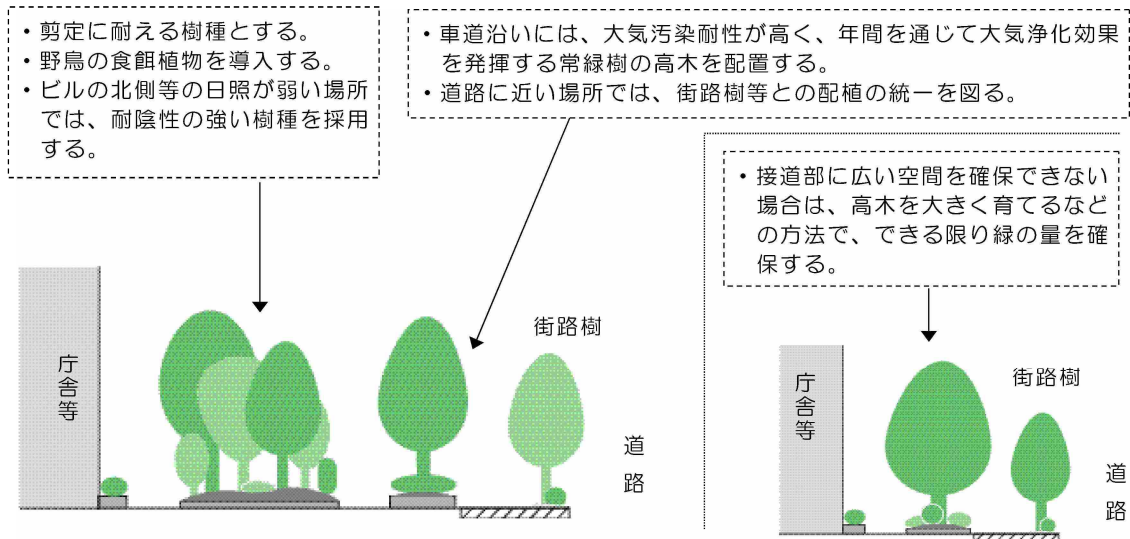 ・剪定に耐える樹種とする。
・野鳥の食餌植物を導入する。
・ビルの北側等の日照が弱い場所
では、耐陰性の強い樹種を採用
する。
・車道沿いには、大気汚染耐性が高く、年間を通じて大気浄化効果
を発揮する常緑樹の高木を配置する。
・道路に近い場所では、街路樹等との配植の統一を図る。
・接道部に広い空間を確保できない
場合は、高木を大きく育てるなど
の方法で、できる限り緑の量を確
保する。
庁舎等
街路樹
道路
庁舎等
街路樹
道路